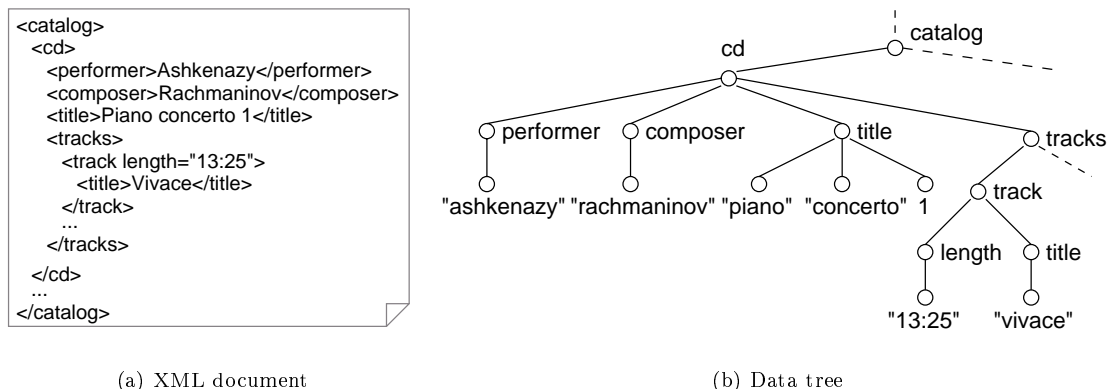 <catalog>
<cd>
<performer>Ashkenazy</performer>
<composer>Rachmaninov</composer>
<title>Piano concerto 1</title>
<tracks>
<track length="13:25">
<title>Vivace</title>
</track>
...
</tracks>
</cd>
...
</catalog>
(a) XML document
catalog
cd
performer composer title tracks
"ashkenazy" "rachmaninov" "piano" "concerto" 1
track
length title
"13:25" "vivace"
(b) Data tree